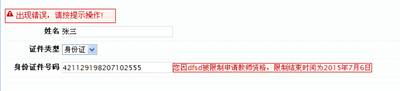 出现错误,请按提示操作!
姓名 张三
证件类型 身份证
身份证件号码 421129198207102555 您因dfsd被限制申请教师资格,限制结束时间为2015年7月6日